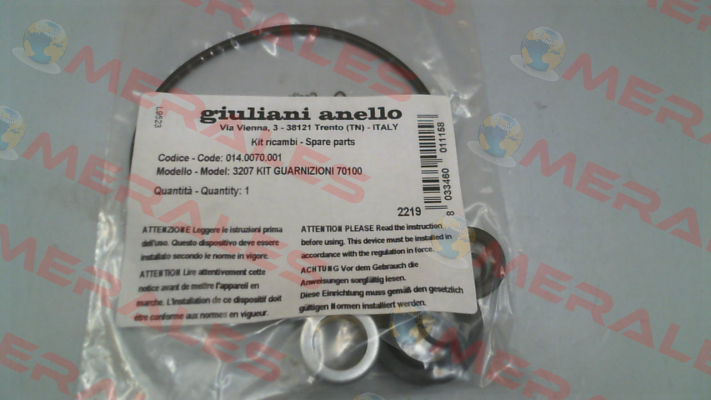 MERALES
giuliani anello
Via Vienna, 3 - 38121 Trento (TN) - ITALY
Kit ricambi - Spare parts
Codice - Code: 014.0070.001
Modello - Model: 3207 KIT GUARNIZIONI 70100
Quantità - Quantity: 1
2219
L9523
8 033480 011158
ATTENZIONE Leggere le istruzioni prima
dell'uso. Questo dispositivo deve essere
installato secondo le norme in vigore.
ATTENTION Lire attentivement cette
notice avant de mettre l'appareil en
marche. L'installation de ce dispositif doit
être conforme aux normes en vigueur.
ATTENTION PLEASE Read the instruction
before using. This device must be installed in
accordance with the regulation in force.
ACHTUNG Vor dem Gebrauch die
Anweisungen sorgfältig lesen.
Diese Einrichtung muss gemäß den gesetzlich
gültigen Normen installiert werden.